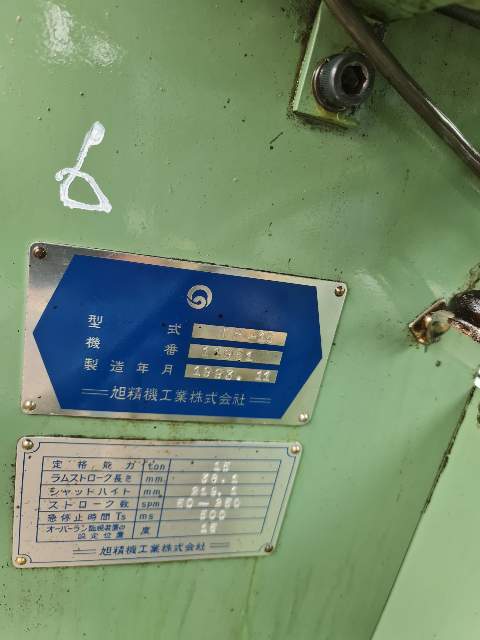 型式
機番
製造年月 1993. 11
旭精機工業株式会社
定格能力 ton 15
ラムストローク長さ mm 38.1
シャットハイト mm
ストローク数 spm
急停止時間 Ts ms
オーバーラン監視装置の設定位置 度 15
旭精機工業株式会社